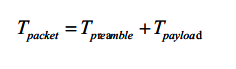 T_packet = T_preamble + T_payload